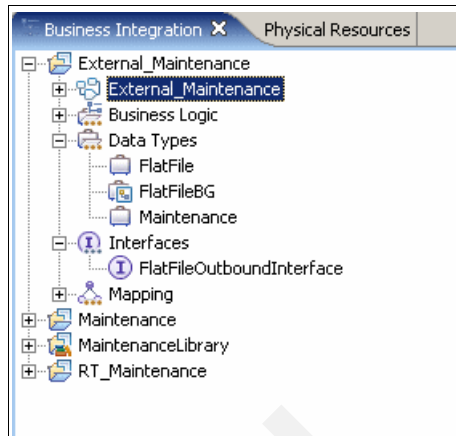 Business Integration Physical Resources
External_Maintenance
External_Maintenance
Business Logic
Data Types
FlatFile
FlatFileBG
Maintenance
Interfaces
FlatFileOutboundInterface
Mapping
Maintenance
MaintenanceLibrary
RT_Maintenance